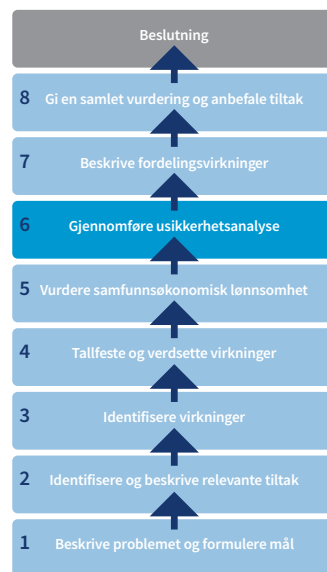 Beslutning
8 Gi en samlet vurdering og anbefale tiltak
7 Beskrive fordelingsvirkninger
6 Gjennomføre usikkerhetsanalyse
5 Vurdere samfunnsøkonomisk lønnsomhet
4 Tallfeste og verdsette virkninger
3 Identifisere virkninger
2 Identifisere og beskrive relevante tiltak
1 Beskrive problemet og formulere mål